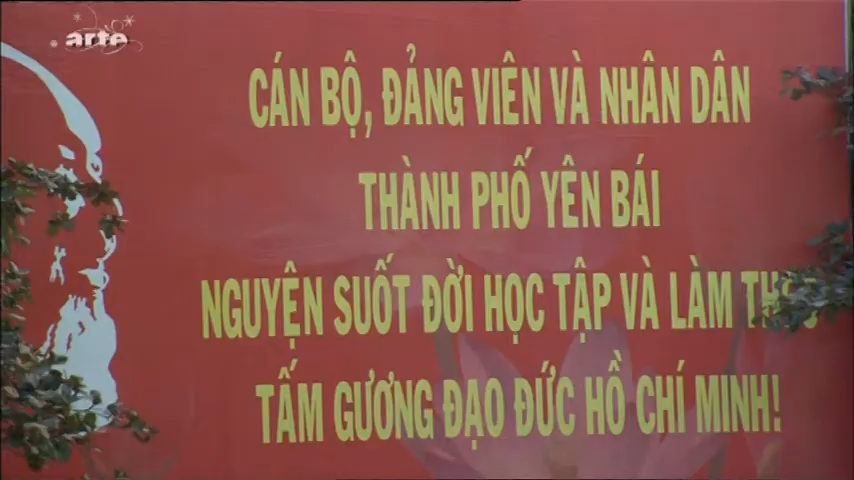 arte
CÁN BỘ, ĐẢNG VIÊN VÀ NHÂN DÂN
THÀNH PHỐ YÊN BÁI
NGUYỆN SUỐT ĐỜI HỌC TẬP VÀ LÀM THEO
TẤM GƯƠNG ĐẠO ĐỨC HỒ CHÍ MINH!